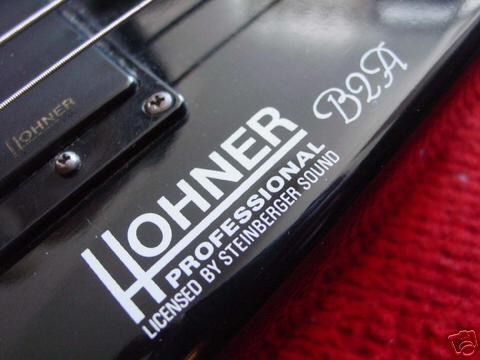 HOHNER
HOHNER
PROFESSIONAL
LICENSED BY STEINBERGER SOUND
B2A